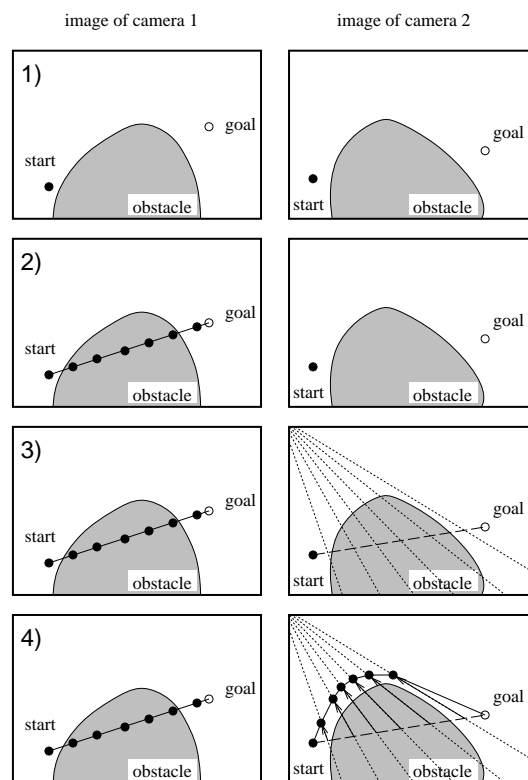 image of camera 1
image of camera 2
1)
start
goal
obstacle
goal
start
obstacle
2)
start
goal
obstacle
goal
start
obstacle
3)
start
goal
obstacle
goal
start
obstacle
4)
start
goal
obstacle
goal
start
obstacle